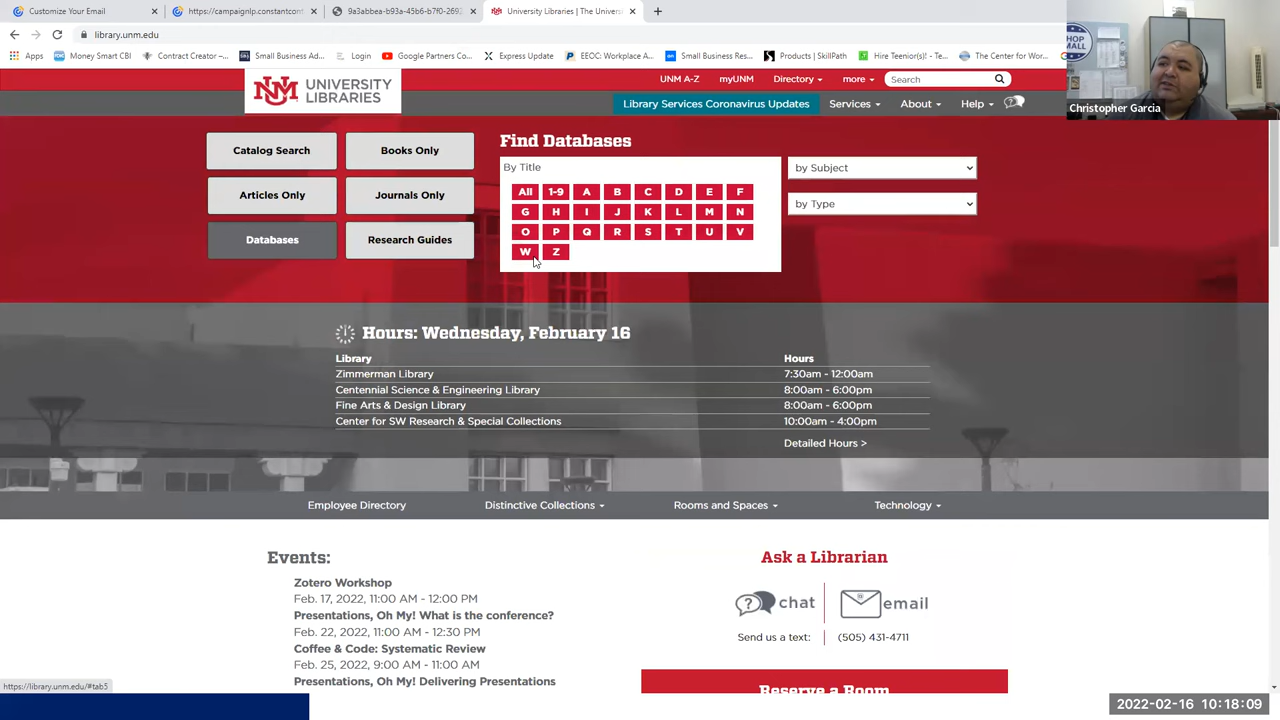 Customize Your Email
https://campaignlp.constantcon
9a3abbea-b93a-45b6-b7f0-2692
University Libraries | The Univer
library.unm.edu
Apps
Money Smart CBI
Contract Creator –...
Small Business Ad...
Login
Google Partners Co...
Express Update
EEOC: Workplace A...
Small Business Res...
Products | SkillPath
Hire Teenior(s)! - Te...
The Center for Wor...
SHOP
SMALL
Christopher Garcia
UNM UNIVERSITY
LIBRARIES
UNM A-Z myUNM Directory more Search
Library Services Coronavirus Updates Services About Help
Catalog Search Books Only
Articles Only Journals Only
Databases Research Guides
Find Databases
By Title
All 1-9 A B C D E F
G H I J K L M N
O P Q R S T U V
W Z
by Subject
by Type
Hours: Wednesday, February 16
Library Hours
Zimmerman Library 7:30am - 12:00am
Centennial Science & Engineering Library 8:00am - 6:00pm
Fine Arts & Design Library 8:00am - 6:00pm
Center for SW Research & Special Collections 10:00am - 4:00pm
Detailed Hours >
Employee Directory Distinctive Collections Rooms and Spaces Technology
Events:
Zotero Workshop
Feb. 17, 2022, 11:00 AM - 12:00 PM
Presentations, Oh My! What is the conference?
Feb. 22, 2022, 11:00 AM - 12:30 PM
Coffee & Code: Systematic Review
Feb. 25, 2022, 9:00 AM - 11:00 AM
Presentations, Oh My! Delivering Presentations
Ask a Librarian
chat email
Send us a text: (505) 431-4711
Reserve a Room
https://library.unm.edu/#tab5
2022-02-16 10:18:09